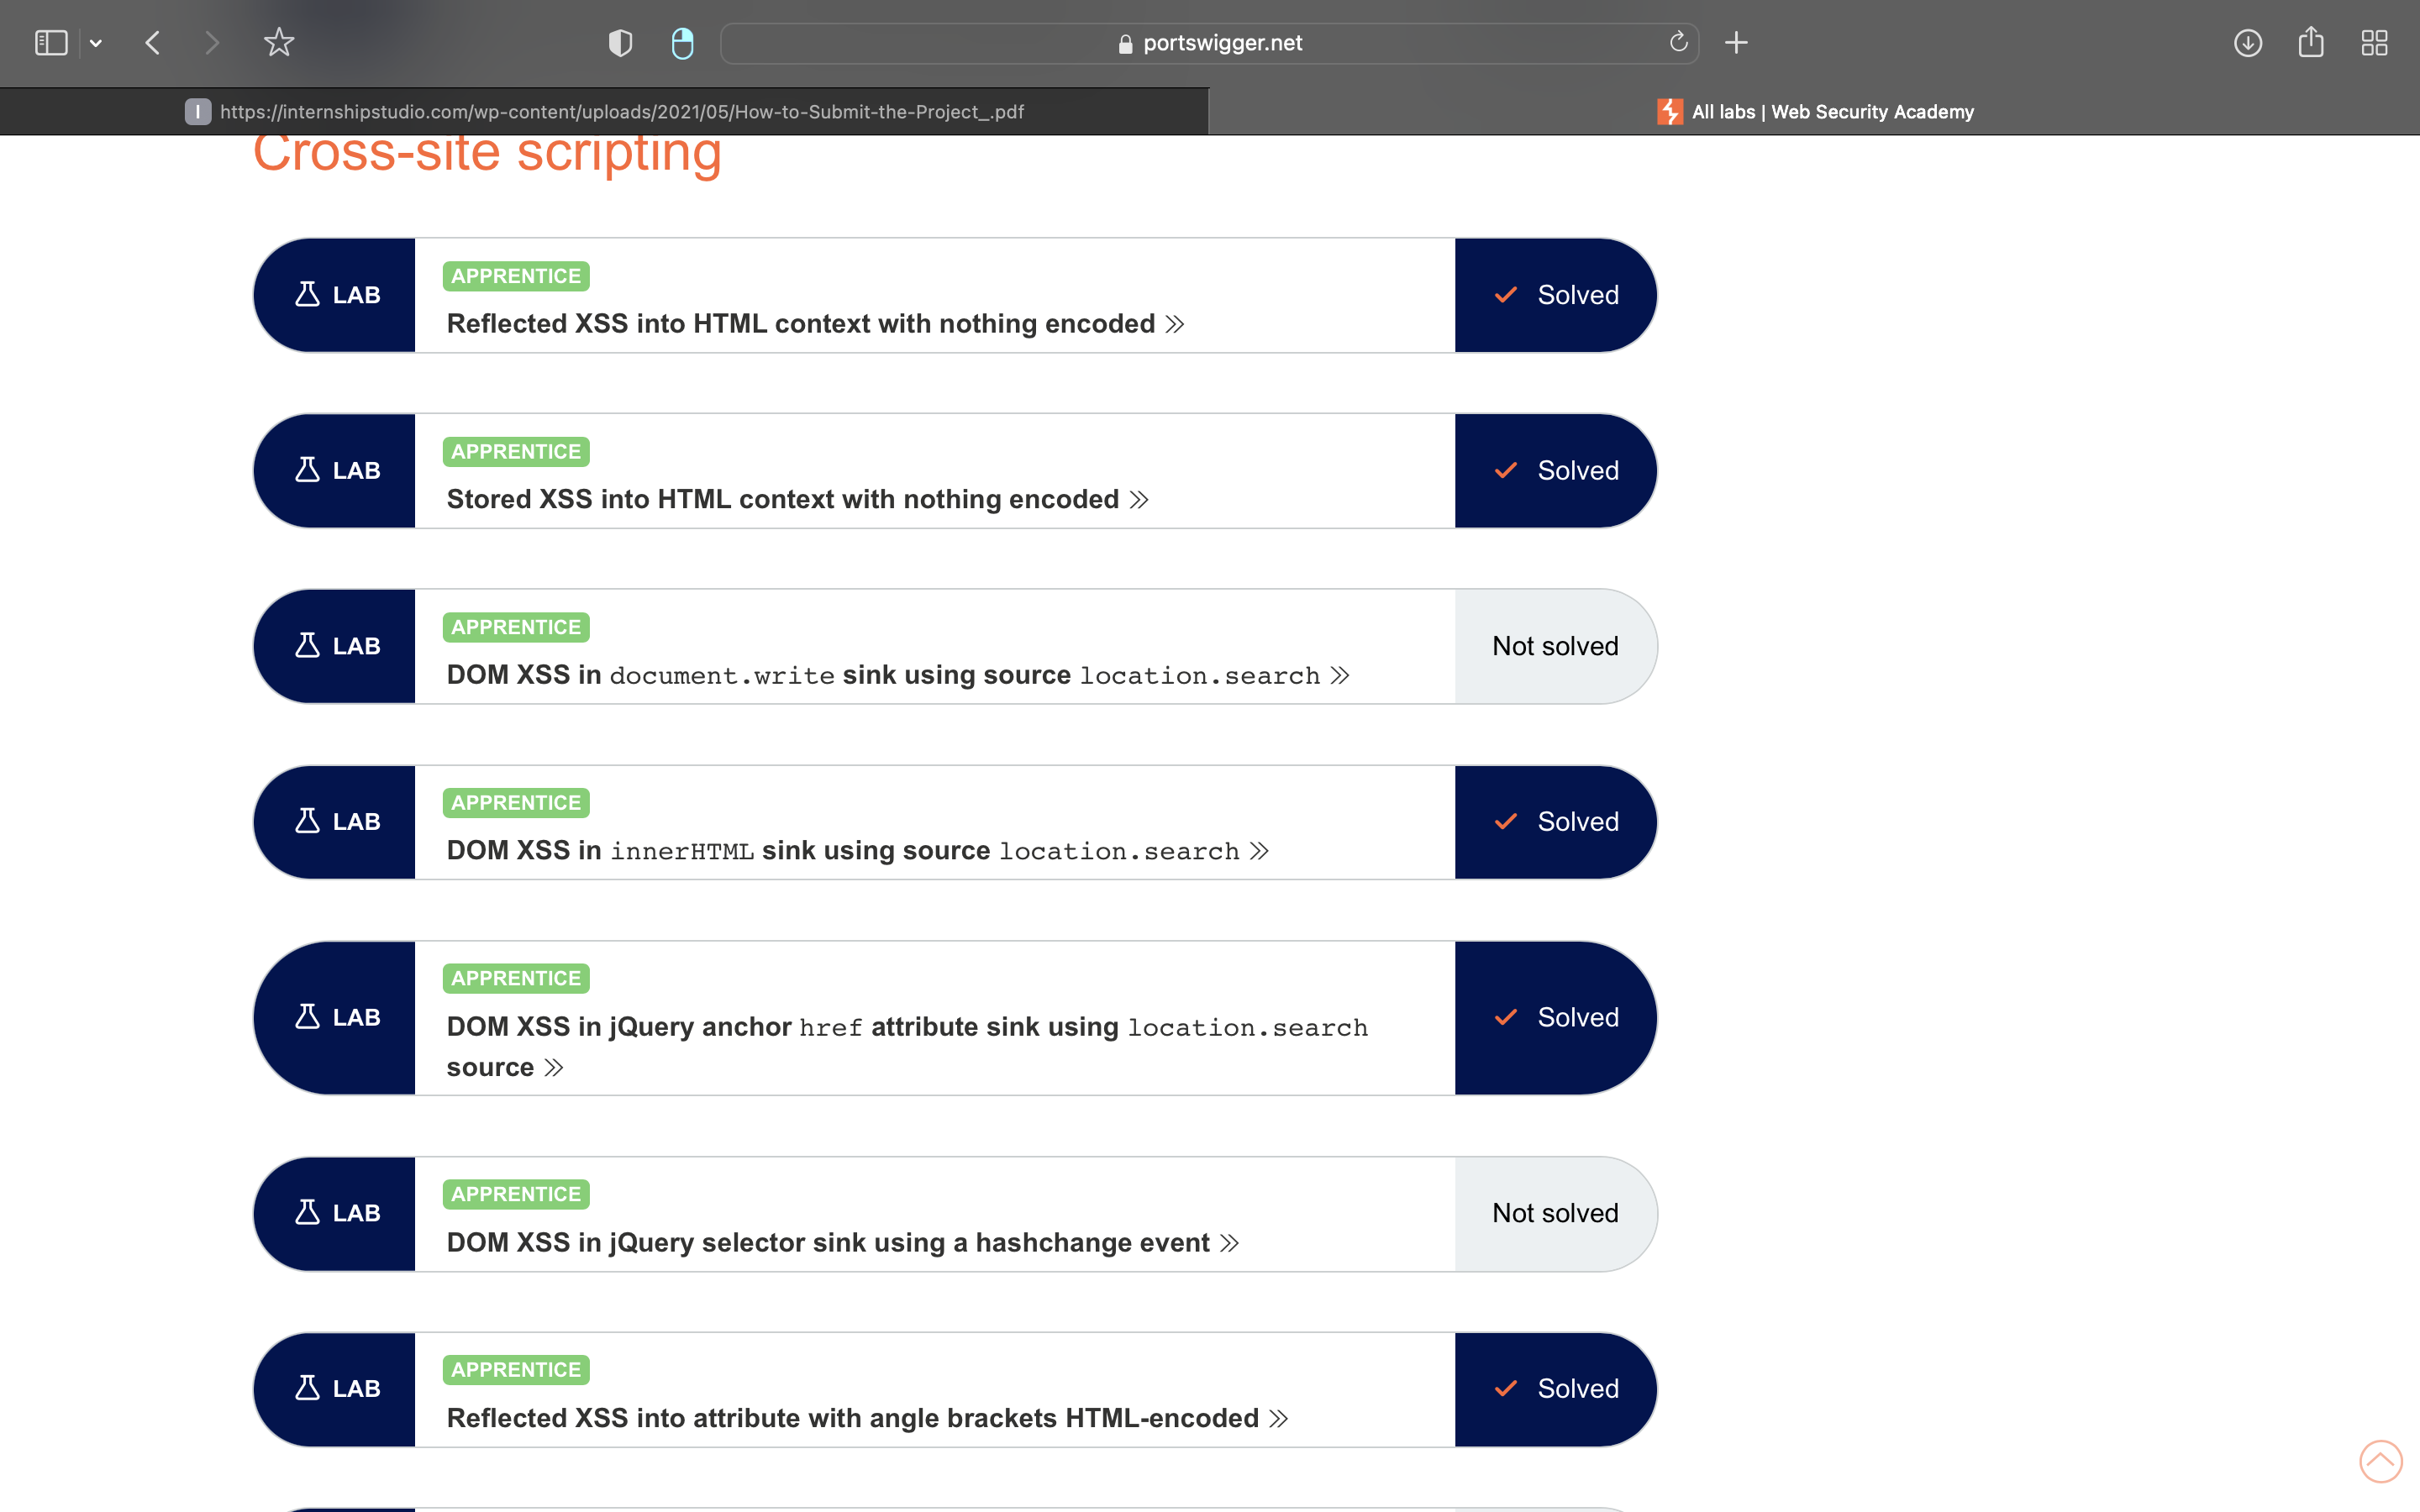 portswigger.net
I https://internshipstudio.com/wp-content/uploads/2021/05/How-to-Submit-the-Project_.pdf
All labs | Web Security Academy
Cross-site scripting
LAB
APPRENTICE
Reflected XSS into HTML context with nothing encoded
Solved
LAB
APPRENTICE
Stored XSS into HTML context with nothing encoded
Solved
LAB
APPRENTICE
DOM XSS in document.write sink using source location.search
Not solved
LAB
APPRENTICE
DOM XSS in innerHTML sink using source location.search
Solved
LAB
APPRENTICE
DOM XSS in jQuery anchor href attribute sink using location.search
source
Solved
LAB
APPRENTICE
DOM XSS in jQuery selector sink using a hashchange event
Not solved
LAB
APPRENTICE
Reflected XSS into attribute with angle brackets HTML-encoded
Solved